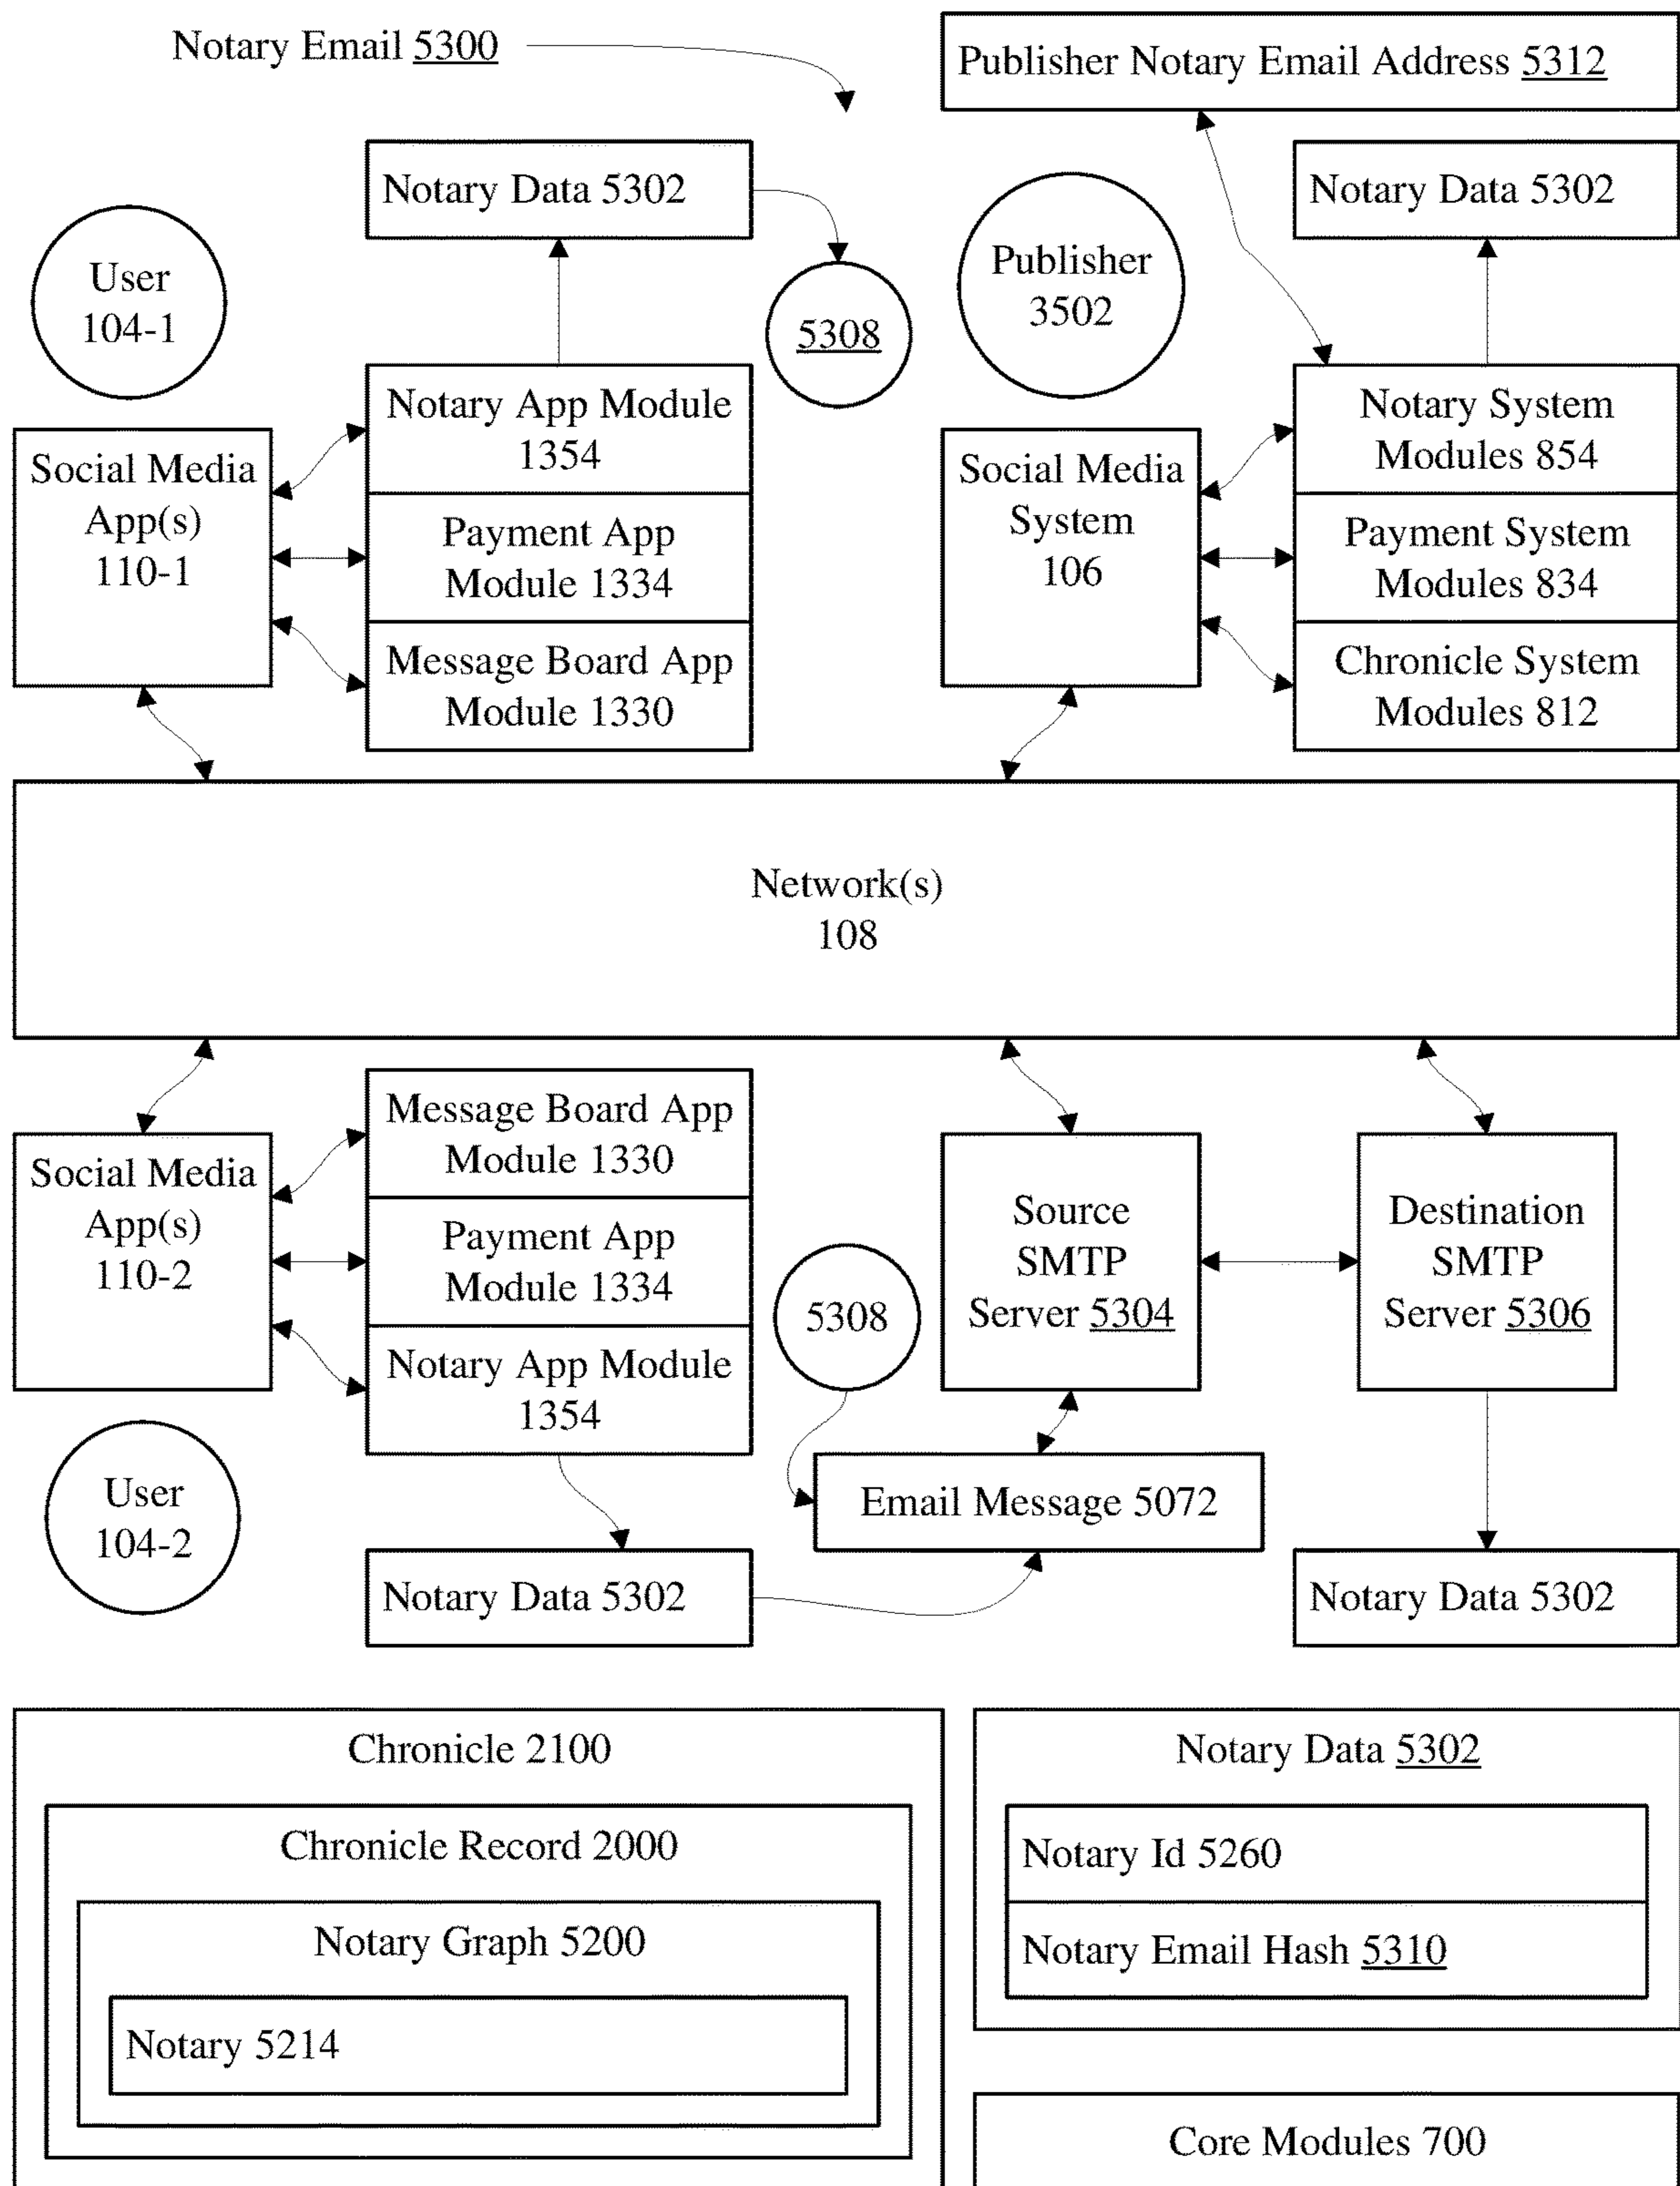 Notary Email 5300
Publisher Notary Email Address 5312
Notary Data 5302
Notary Data 5302
User
104-1
5308
Publisher
3502
Social Media
App(s)
110-1
Notary App Module
1354
Payment App
Module 1334
Message Board App
Module 1330
Social Media
System
106
Notary System
Modules 854
Payment System
Modules 834
Chronicle System
Modules 812
Network(s)
108
Social Media
App(s)
110-2
Message Board App
Module 1330
Payment App
Module 1334
Notary App Module
1354
5308
Source
SMTP
Server 5304
Destination
SMTP
Server 5306
User
104-2
Email Message 5072
Notary Data 5302
Notary Data 5302
Chronicle 2100
Chronicle Record 2000
Notary Graph 5200
Notary 5214
Notary Data 5302
Notary Id 5260
Notary Email Hash 5310
Core Modules 700